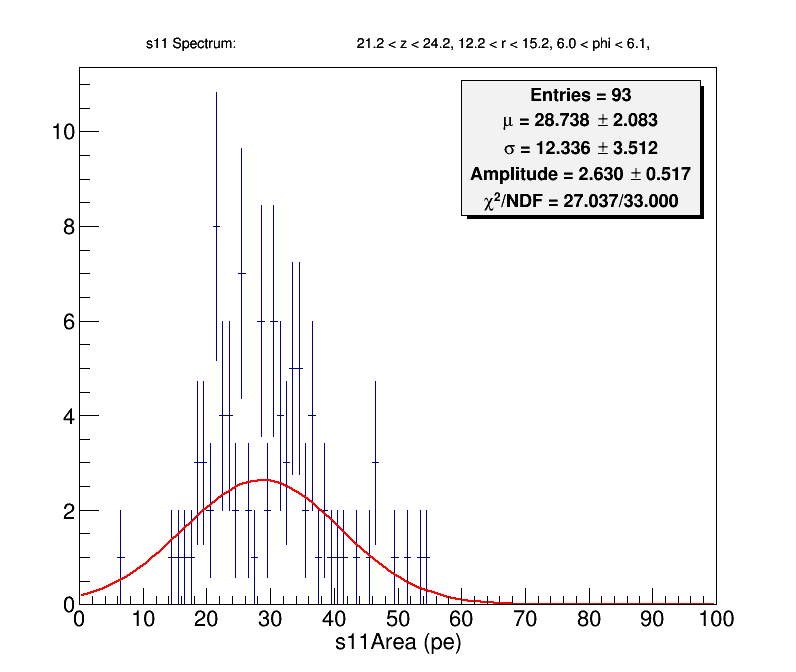 s11 Spectrum: 21.2 < z < 24.2, 12.2 < r < 15.2, 6.0 < phi < 6.1,
Entries = 93
μ = 28.738 ± 2.083
σ = 12.336 ± 3.512
Amplitude = 2.630 ± 0.517
χ²/NDF = 27.037/33.000
10
8
6
4
2
0
0 10 20 30 40 50 60 70 80 90 100
s11Area (pe)